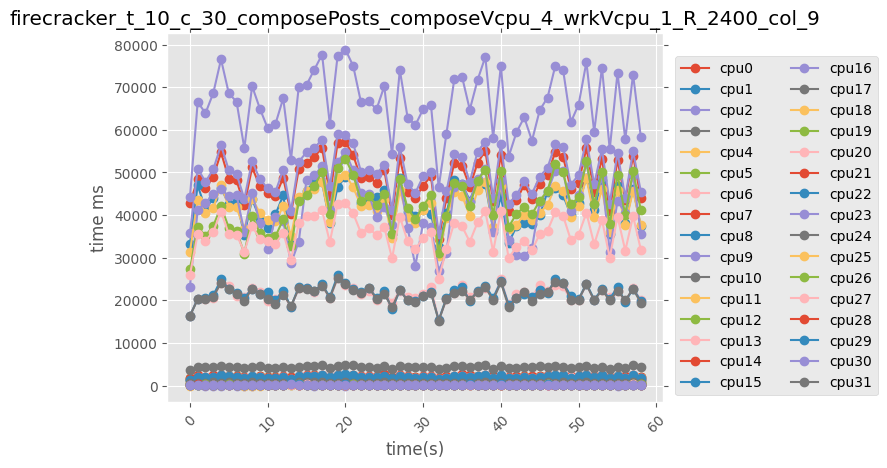 firecracker_t_10_c_30_composePosts_composeVcpu_4_wrkVcpu_1_R_2400_col_9
80000
70000
60000
50000
40000
30000
20000
10000
0
time ms
0
10
20
30
40
50
60
time(s)
cpu0 cpu16
cpu1 cpu17
cpu2 cpu18
cpu3 cpu19
cpu4 cpu20
cpu5 cpu21
cpu6 cpu22
cpu7 cpu23
cpu8 cpu24
cpu9 cpu25
cpu10 cpu26
cpu11 cpu27
cpu12 cpu28
cpu13 cpu29
cpu14 cpu30
cpu15 cpu31